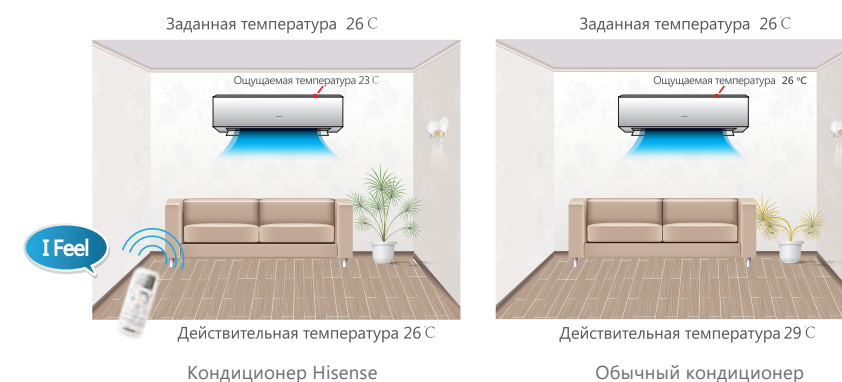 Заданная температура 26℃
Заданная температура 26℃
Ощущаемая температура 23℃
Ощущаемая температура 26 ºC
I Feel
Действительная температура 26℃
Действительная температура 29℃
Кондиционер Hisense
Обычный кондиционер